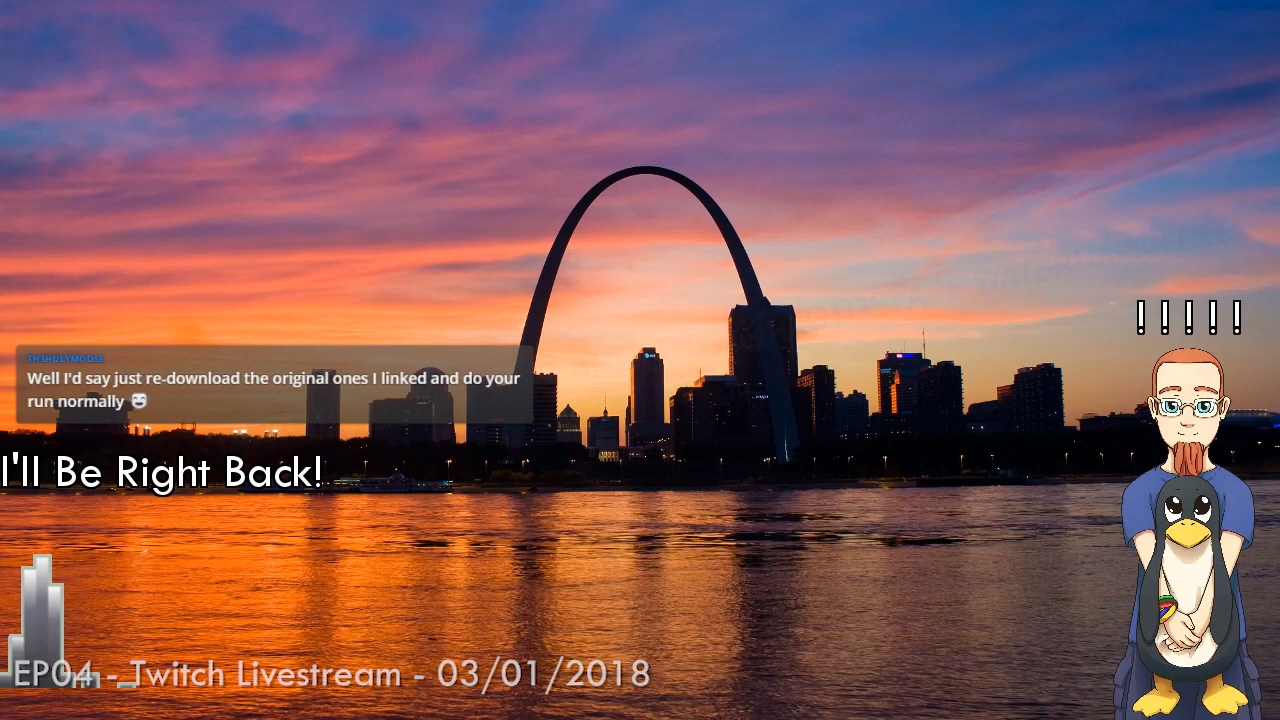 ! ! ! ! !
TH3HOLYMOOSE
Well I'd say just re-download the original ones I linked and do your
run normally
I'll Be Right Back!
EP04 - Twitch Livestream - 03/01/2018